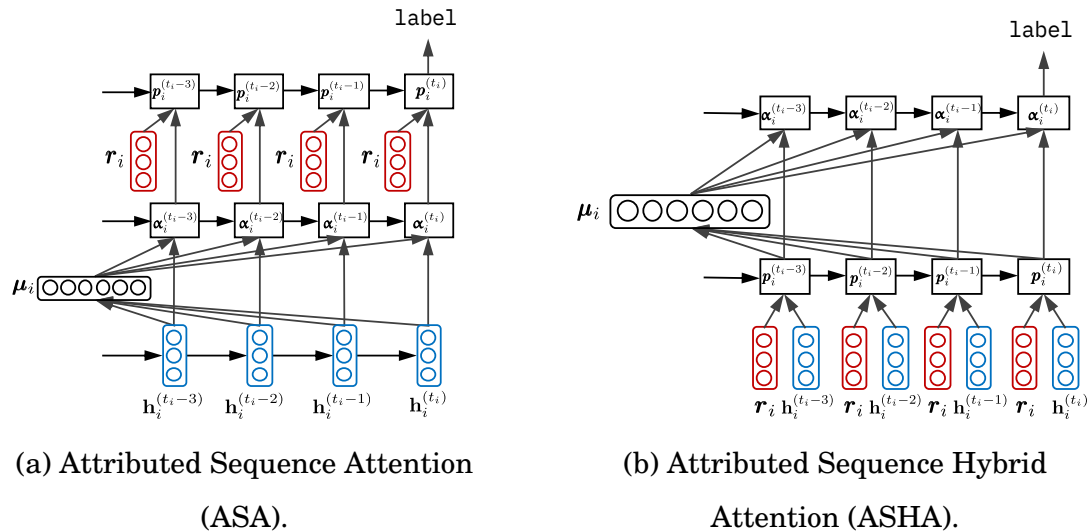 label
p_i^{(t_i-3)} p_i^{(t_i-2)} p_i^{(t_i-1)} p_i^{(t_i)}
r_i r_i r_i r_i
α_i^{(t_i-3)} α_i^{(t_i-2)} α_i^{(t_i-1)} α_i^{(t_i)}
μ_i
h_i^{(t_i-3)} h_i^{(t_i-2)} h_i^{(t_i-1)} h_i^{(t_i)}
(a) Attributed Sequence Attention
(ASA).
label
α_i^{(t_i-3)} α_i^{(t_i-2)} α_i^{(t_i-1)} α_i^{(t_i)}
μ_i
p_i^{(t_i-3)} p_i^{(t_i-2)} p_i^{(t_i-1)} p_i^{(t_i)}
r_i h_i^{(t_i-3)} r_i h_i^{(t_i-2)} r_i h_i^{(t_i-1)} r_i h_i^{(t_i)}
(b) Attributed Sequence Hybrid
Attention (ASHA).